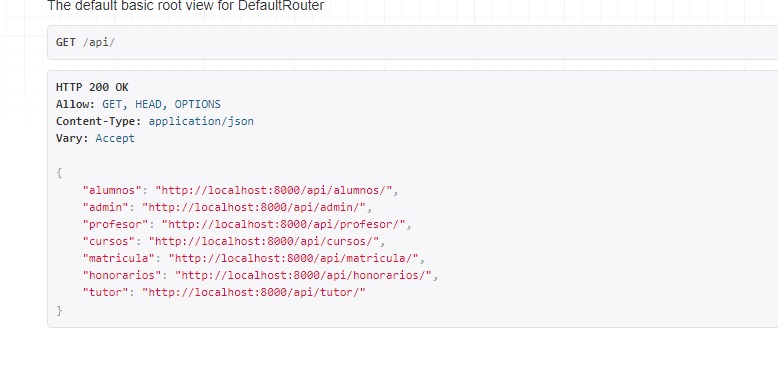 The default basic root view for DefaultRouter
GET /api/
HTTP 200 OK
Allow: GET, HEAD, OPTIONS
Content-Type: application/json
Vary: Accept
{
"alumnos": "http://localhost:8000/api/alumnos/",
"admin": "http://localhost:8000/api/admin/",
"profesor": "http://localhost:8000/api/profesor/",
"cursos": "http://localhost:8000/api/cursos/",
"matricula": "http://localhost:8000/api/matricula/",
"honorarios": "http://localhost:8000/api/honorarios/",
"tutor": "http://localhost:8000/api/tutor/"
}